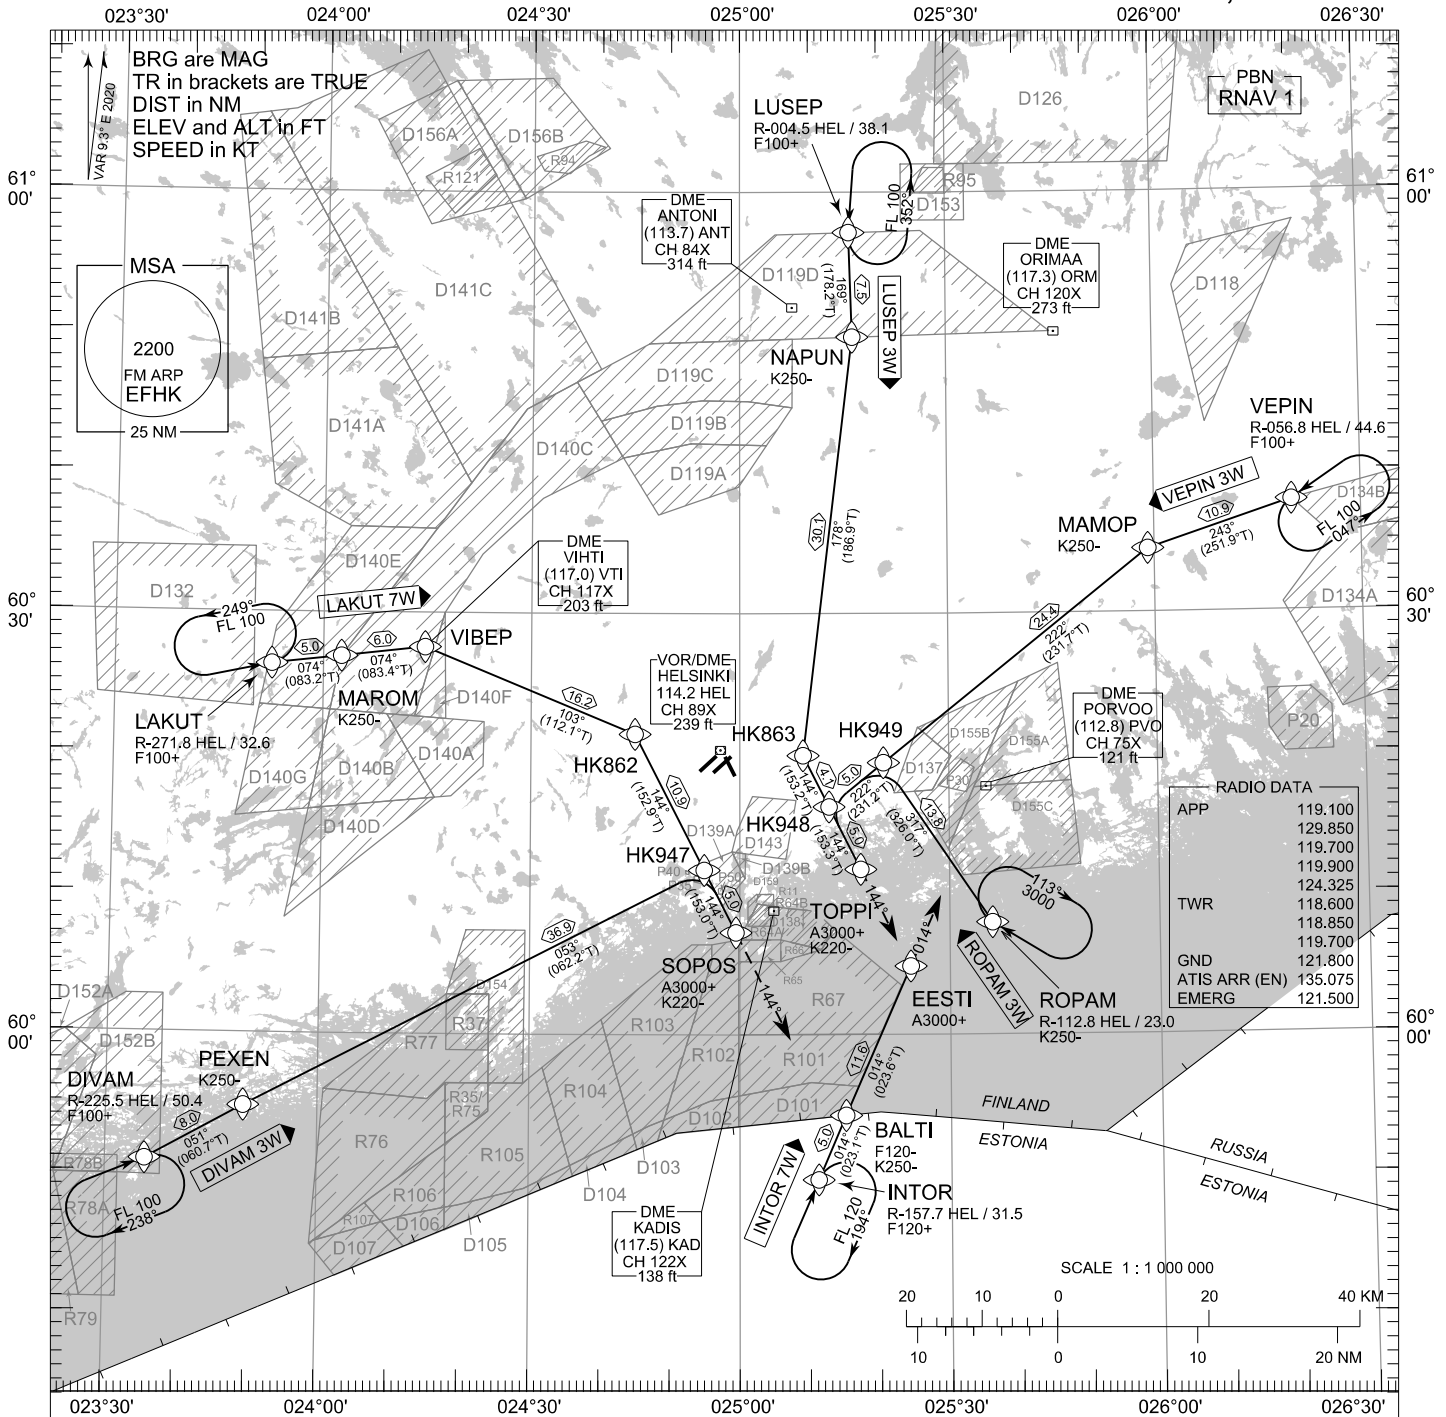 023°30'
024°00'
024°30'
025°00'
025°30'
026°00'
026°30'
BRG are MAG
TR in brackets are TRUE
DIST in NM
ELEV and ALT in FT
SPEED in KT
VAR 9.3° E 2020
PBN
RNAV 1
61°
00'
61°
00'
60°
30'
60°
30'
60°
00'
60°
00'
MSA
2200
FM ARP
EFHK
25 NM
D156A
D156B
R94
R121
D141C
D141B
D141A
D126
R95
D153
D118
LUSEP
R-004.5 HEL / 38.1
F100+
FL 100
352°
DME
ANTONI
(113.7) ANT
CH 84X
314 ft
DME
ORIMAA
(117.3) ORM
CH 120X
273 ft
D119D
169°
(178.2°T)
7.5
LUSEP 3W
NAPUN
K250-
D119C
D119B
D119A
D140C
VEPIN
R-056.8 HEL / 44.6
F100+
VEPIN 3W
D134B
FL 100
047°
10.9
243°
(251.9°T)
MAMOP
K250-
30.1
178°
(186.9°T)
D134A
24.4
222°
(231.7°T)
D140E
DME
VIHTI
(117.0) VTI
CH 117X
203 ft
D132
249°
FL 100
LAKUT 7W
VIBEP
5.0
074°
(083.2°T)
6.0
074°
(083.4°T)
MAROM
K250-
LAKUT
R-271.8 HEL / 32.6
F100+
D140F
D140A
D140B
D140G
D140D
16.2
103°
(112.1°T)
VOR/DME
HELSINKI
114.2 HEL
CH 89X
239 ft
HK862
HK863
HK949
DME
PORVOO
(112.8) PVO
CH 75X
121 ft
P20
D155B
D155A
D137
P30
D155C
10.9
144°
(152.9°T)
4.1
144°
(153.2°T)
5.0
222°
(231.2°T)
13.8
317°
(326.0°T)
HK948
5.0
144°
(153.3°T)
D139A
D143
HK947
P40
P50
D139B
D159
R11
R64B
D138
R64A
R66
R65
5.0
144°
(153.0°T)
RADIO DATA
APP 119.100
129.850
119.700
119.900
124.325
TWR 118.600
118.850
119.700
GND 121.800
ATIS ARR (EN) 135.075
EMERG 121.500
113°
3000
TOPPI
A3000+
K220-
144°
014°
36.9
053°
(062.2°T)
SOPOS
A3000+
K220-
144°
EESTI
A3000+
ROPAM 3W
ROPAM
R-112.8 HEL / 23.0
K250-
D152A
D152B
D154
R37
R77
R103
R102
R67
R101
R104
R35/
R75
PEXEN
K250-
DIVAM
R-225.5 HEL / 50.4
F100+
8.0
051°
(060.7°T)
DIVAM 3W
R78B
R78A
FL 100
238°
R79
R76
R105
R106
R107
D107
D106
D105
D104
D103
D102
D101
11.6
014°
(023.6°T)
FINLAND
ESTONIA
RUSSIA
ESTONIA
BALTI
F120-
K250-
5.0
014°
(023.1°T)
INTOR 7W
INTOR
R-157.7 HEL / 31.5
F120+
FL 120
194°
DME
KADIS
(117.5) KAD
CH 122X
138 ft
SCALE 1 : 1 000 000
20 10 0 20 40 KM
10 0 10 20 NM
023°30'
024°00'
024°30'
025°00'
025°30'
026°00'
026°30'